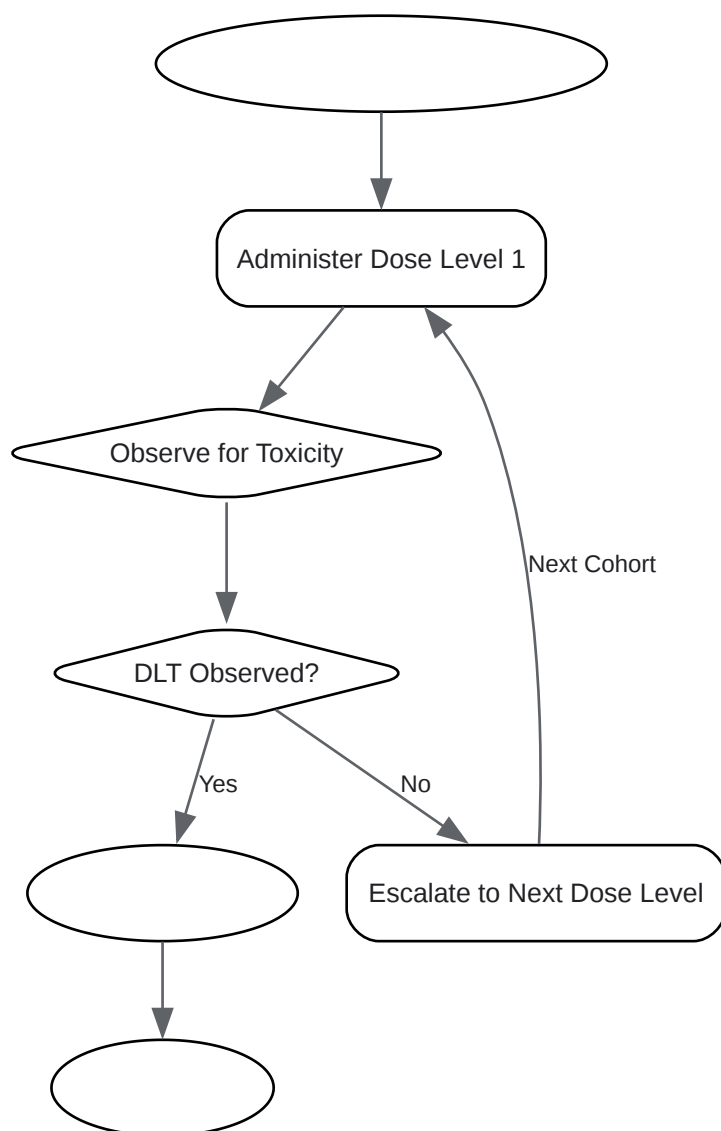 Administer Dose Level 1
Observe for Toxicity
Next Cohort
DLT Observed?
Yes
No
Escalate to Next Dose Level